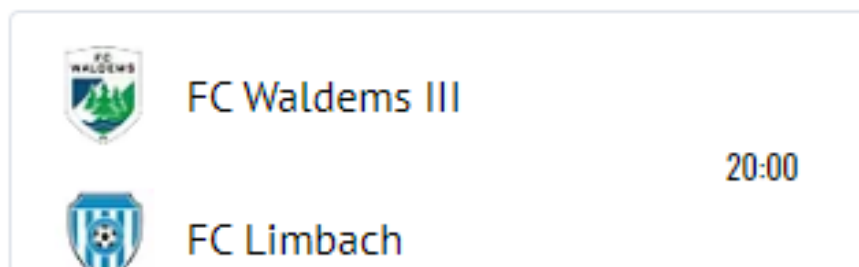 FC
WALDEMS
FC Waldems III
20:00
FC Limbach